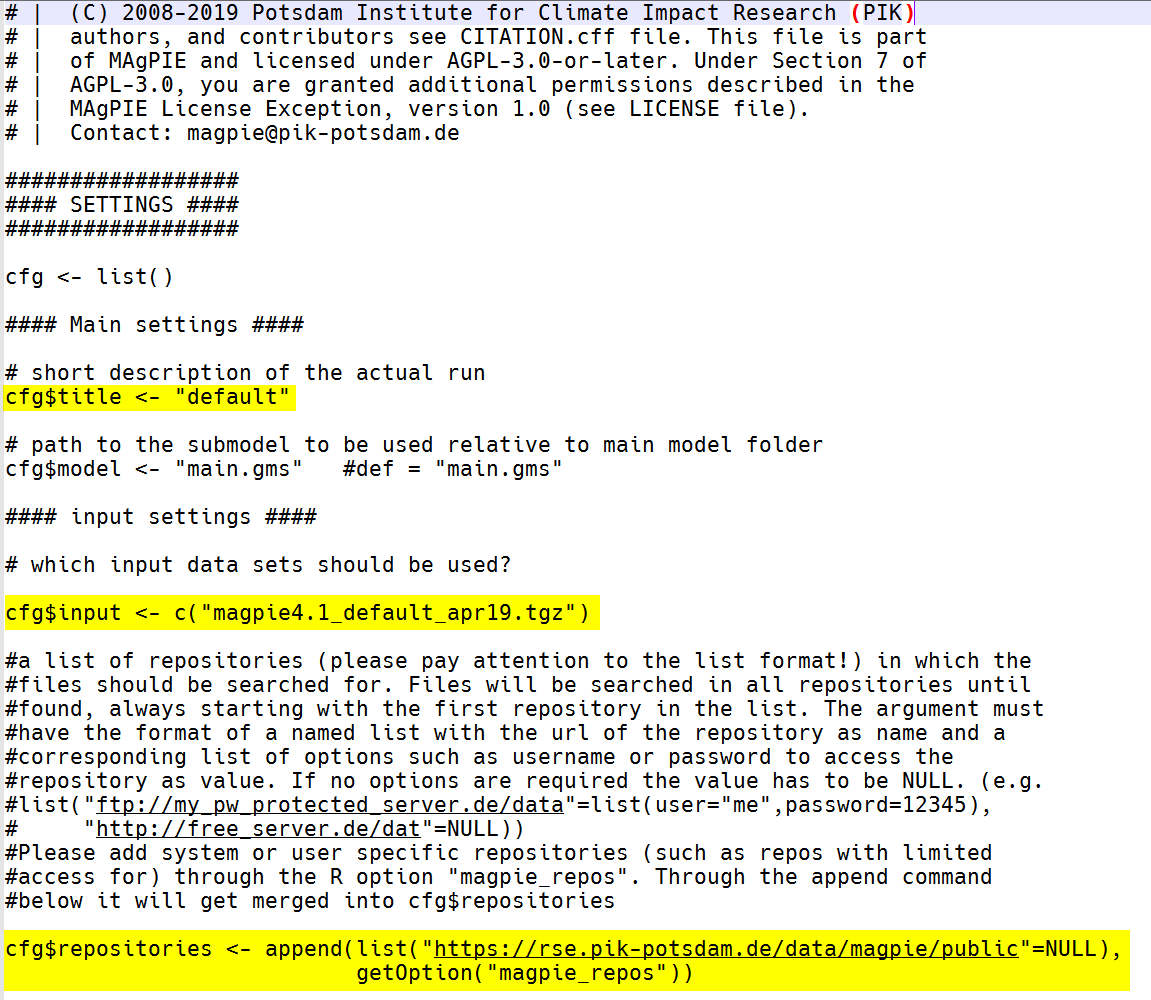 # |  (C) 2008-2019 Potsdam Institute for Climate Impact Research (PIK)
# |  authors, and contributors see CITATION.cff file. This file is part
# |  of MAgPIE and licensed under AGPL-3.0-or-later. Under Section 7 of
# |  AGPL-3.0, you are granted additional permissions described in the
# |  MAgPIE License Exception, version 1.0 (see LICENSE file).
# |  Contact: magpie@pik-potsdam.de

##################
#### SETTINGS ####
##################

cfg <- list()

#### Main settings ####

# short description of the actual run
cfg$title <- "default"

# path to the submodel to be used relative to main model folder
cfg$model <- "main.gms"   #def = "main.gms"

#### input settings ####

# which input data sets should be used?

cfg$input <- c("magpie4.1_default_apr19.tgz")

#a list of repositories (please pay attention to the list format!) in which the
#files should be searched for. Files will be searched in all repositories until
#found, always starting with the first repository in the list. The argument must
#have the format of a named list with the url of the repository as name and a
#corresponding list of options such as username or password to access the
#repository as value. If no options are required the value has to be NULL. (e.g.
#list("ftp://my_pw_protected_server.de/data"=list(user="me",password=12345),
#     "http://free_server.de/dat"=NULL))
#Please add system or user specific repositories (such as repos with limited
#access for) through the R option "magpie_repos". Through the append command
#below it will get merged into cfg$repositories

cfg$repositories <- append(list("https://rse.pik-potsdam.de/data/magpie/public"=NULL),
                           getOption("magpie_repos"))